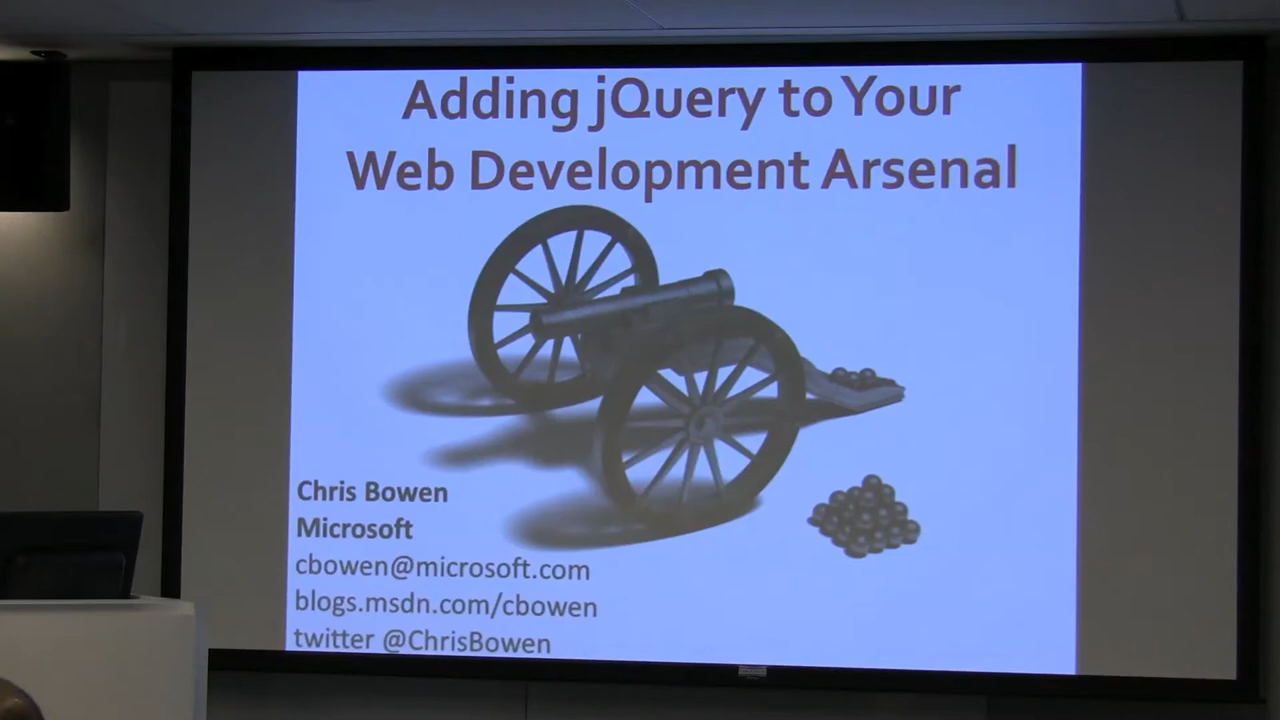 Adding jQuery to Your
Web Development Arsenal
Chris Bowen
Microsoft
cbowen@microsoft.com
blogs.msdn.com/cbowen
twitter @ChrisBowen